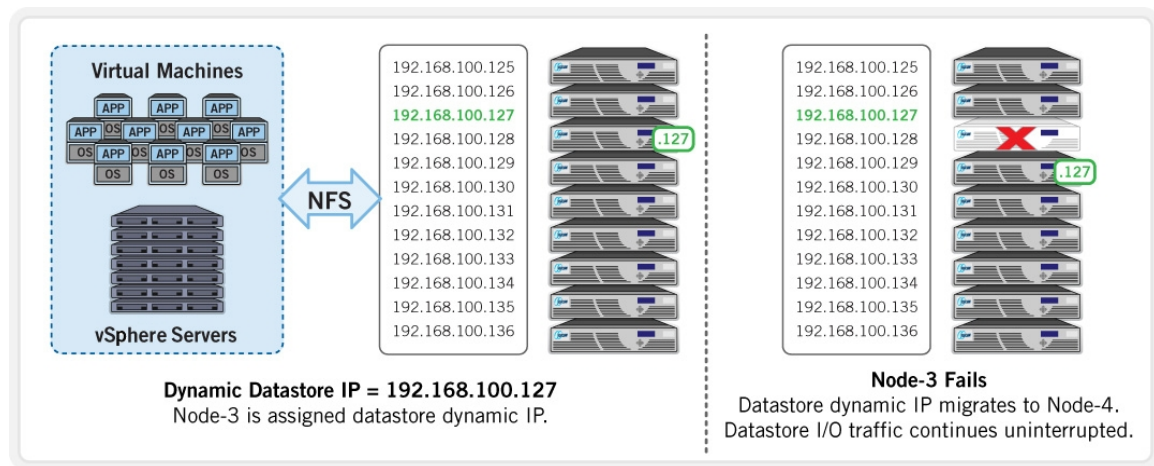 Virtual Machines
APP APP APP
APP OS APP APP OS APP
OS APP OS APP OS APP OS
OS OS OS
vSphere Servers
NFS
192.168.100.125
192.168.100.126
192.168.100.127
192.168.100.128
192.168.100.129
192.168.100.130
192.168.100.131
192.168.100.132
192.168.100.133
192.168.100.134
192.168.100.135
192.168.100.136
.127
Dynamic Datastore IP = 192.168.100.127
Node-3 is assigned datastore dynamic IP.
192.168.100.125
192.168.100.126
192.168.100.127
192.168.100.128
192.168.100.129
192.168.100.130
192.168.100.131
192.168.100.132
192.168.100.133
192.168.100.134
192.168.100.135
192.168.100.136
.127
Node-3 Fails
Datastore dynamic IP migrates to Node-4.
Datastore I/O traffic continues uninterrupted.